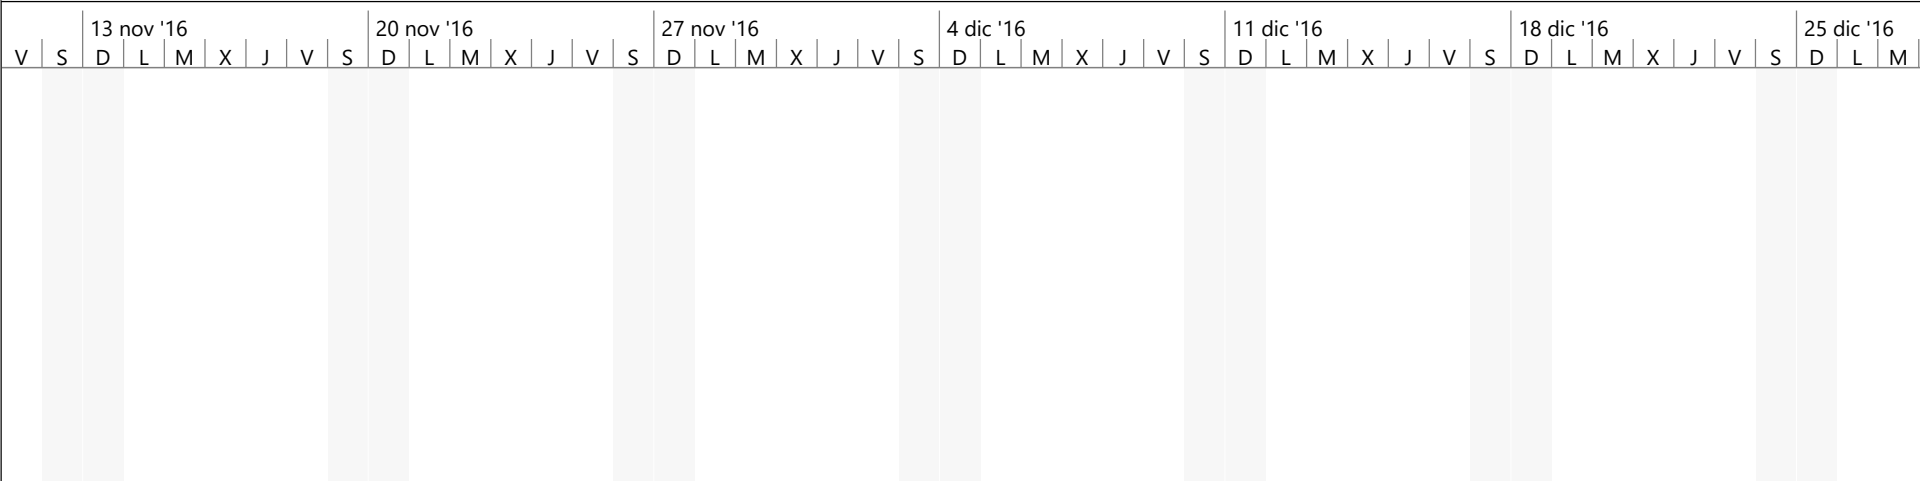 13 nov '16 20 nov '16 27 nov '16 4 dic '16 11 dic '16 18 dic '16 25 dic '16
V S D L M X J V S D L M X J V S D L M X J V S D L M X J V S D L M X J V S D L M X J V S D L M